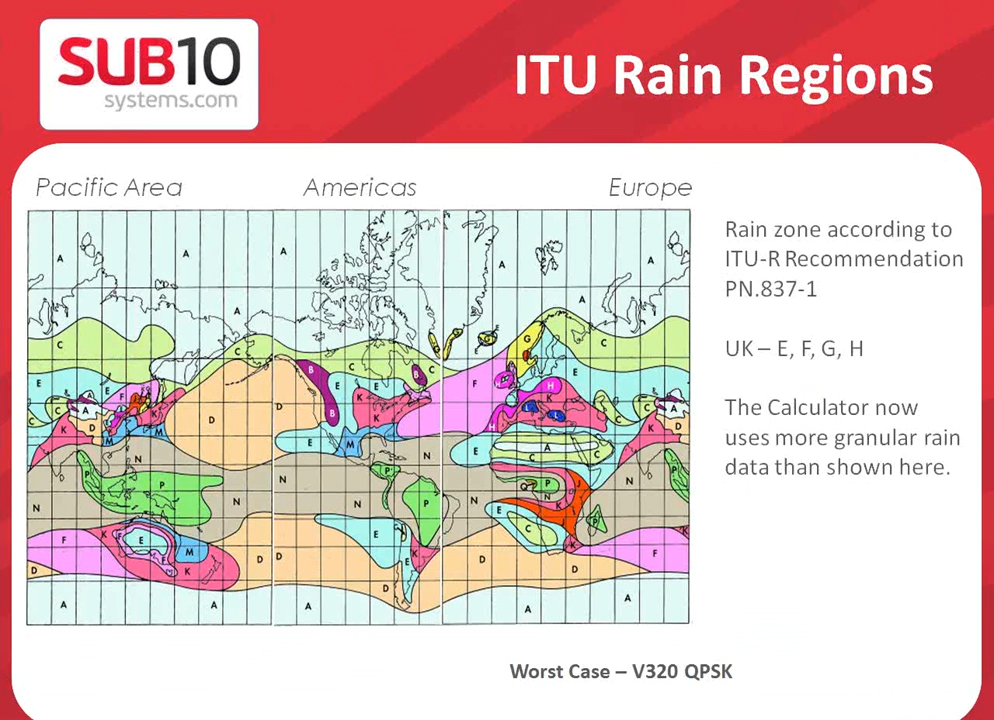 SUB10
systems.com
ITU Rain Regions
Pacific Area
Americas
Europe
Rain zone according to
ITU-R Recommendation
PN.837-1
UK – E, F, G, H
The Calculator now
uses more granular rain
data than shown here.
A
A
A
A
A
A
A
C
C
C
C
C
G
B
B
E
E
F
H
E
E
D
D
K
M
N
N
N
N
N
N
P
P
P
P
P
Q
F
K
E
M
K
D
D
D
D
D
F
A
A
A
A
A
Worst Case – V320 QPSK